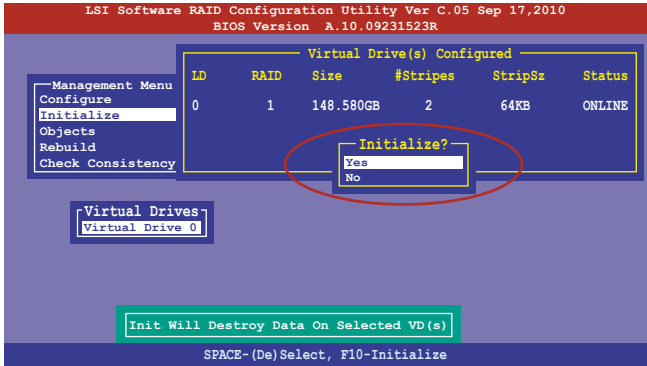 LSI Software RAID Configuration Utility Ver C.05 Sep 17,2010
BIOS Version A.10.09231523R
Virtual Drive(s) Configured
LD RAID Size #Stripes StripSz Status
0 1 148.580GB 2 64KB ONLINE
Management Menu
Configure
Initialize
Objects
Rebuild
Check Consistency
Initialize?
Yes
No
Virtual Drives
Virtual Drive 0
Init Will Destroy Data On Selected VD(s)
SPACE-(De)Select, F10-Initialize